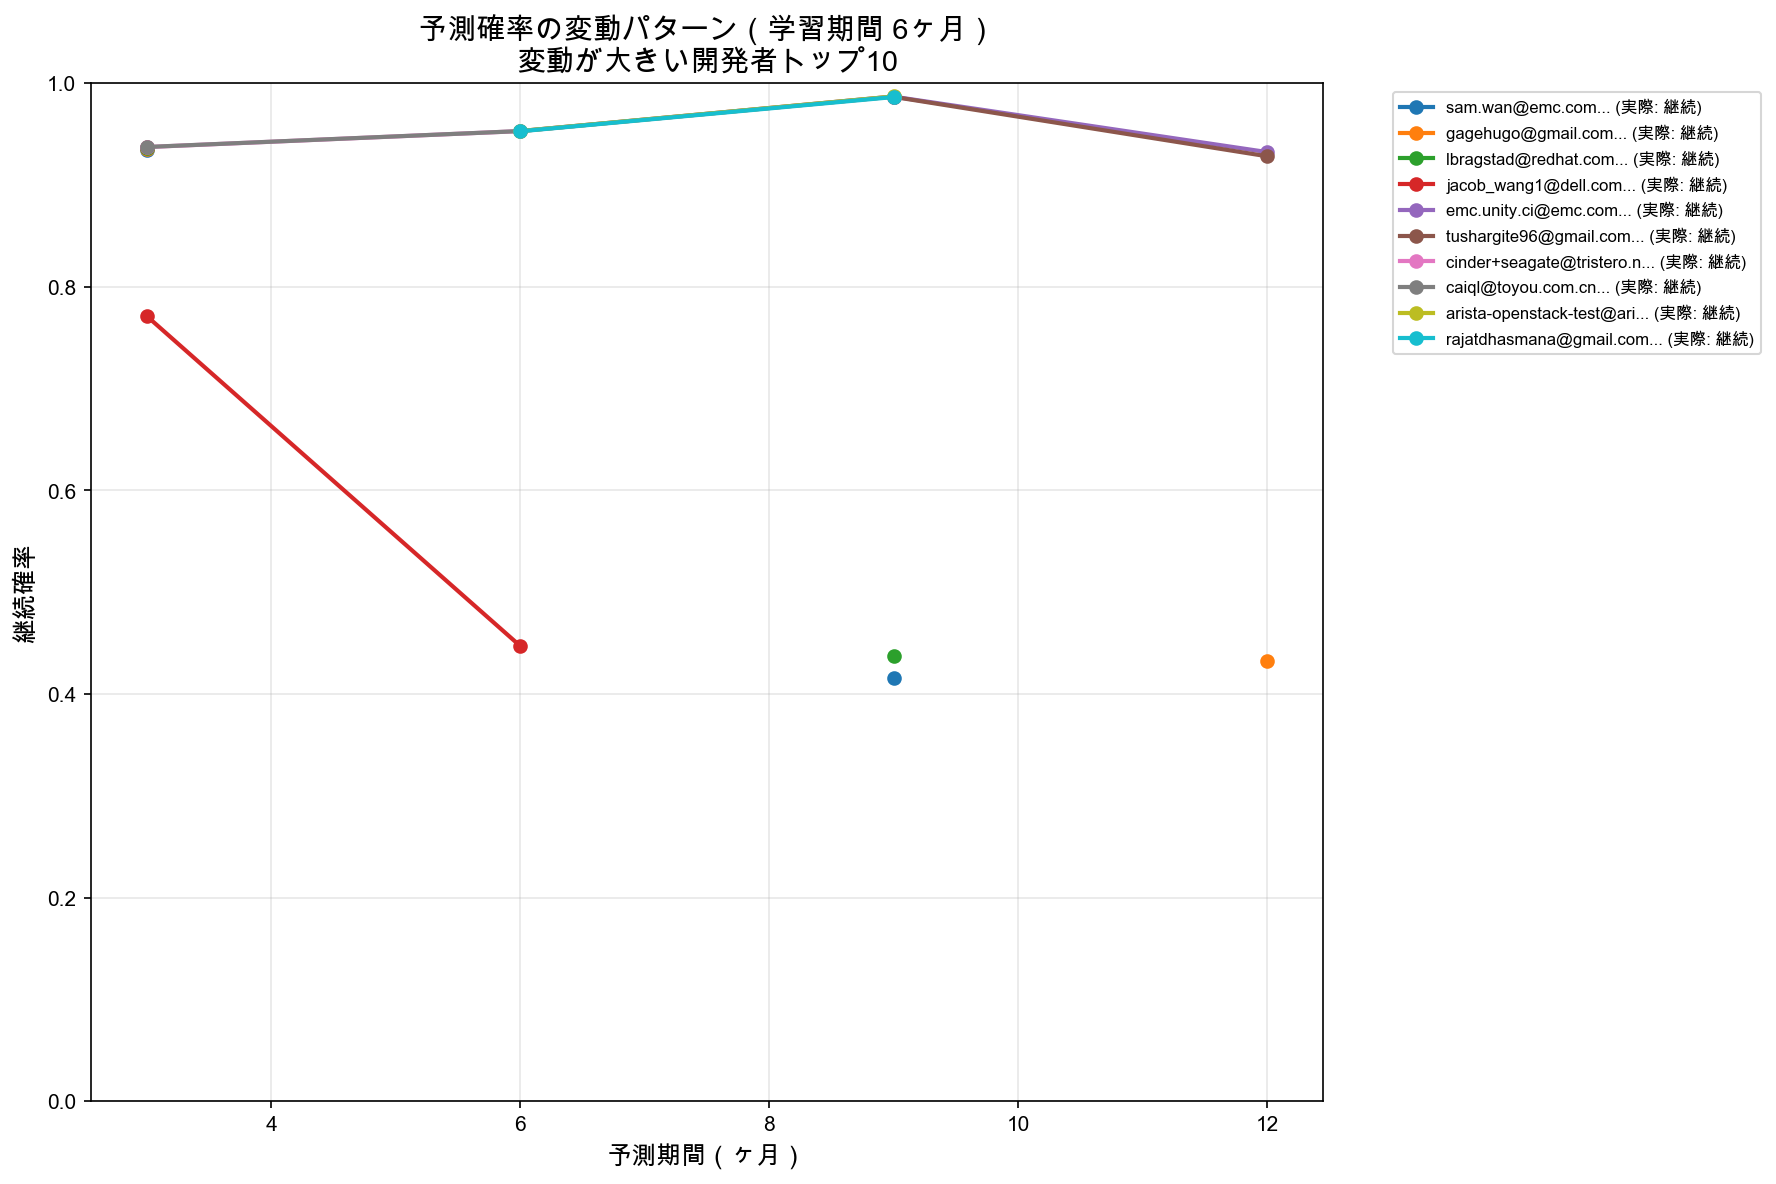 予測確率の変動パターン（学習期間 6ヶ月）
変動が大きい開発者トップ10
継続確率
1.0
0.8
0.6
0.4
0.2
0.0
4
6
8
10
12
予測期間（ヶ月）
sam.wan@emc.com... (実際: 継続)
gagehugo@gmail.com... (実際: 継続)
lbragstad@redhat.com... (実際: 継続)
jacob_wang1@dell.com... (実際: 継続)
emc.unity.ci@emc.com... (実際: 継続)
tushargite96@gmail.com... (実際: 継続)
cinder+seagate@tristero.n... (実際: 継続)
caiql@toyou.com.cn... (実際: 継続)
arista-openstack-test@ari... (実際: 継続)
rajatdhasmana@gmail.com... (実際: 継続)